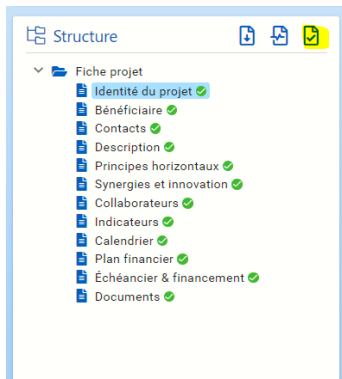 Structure
Fiche projet
Identité du projet
Bénéficiaire
Contacts
Description
Principes horizontaux
Synergies et innovation
Collaborateurs
Indicateurs
Calendrier
Plan financier
Échéancier & financement
Documents